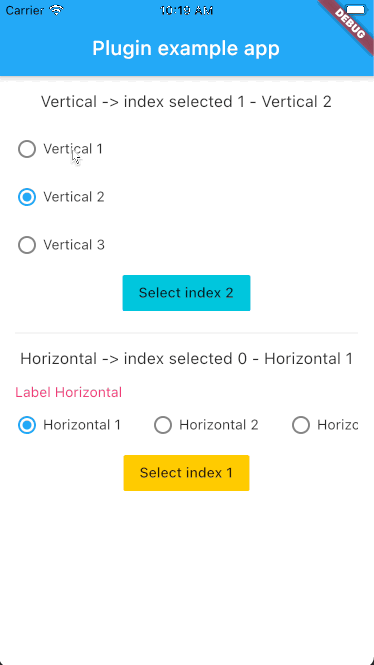 Carrier 10:19 AM
DEBUG
Plugin example app
Vertical -> index selected 1 - Vertical 2
Vertical 1
Vertical 2
Vertical 3
Select index 2
Horizontal -> index selected 0 - Horizontal 1
Label Horizontal
Horizontal 1 Horizontal 2 Horizo
Select index 1